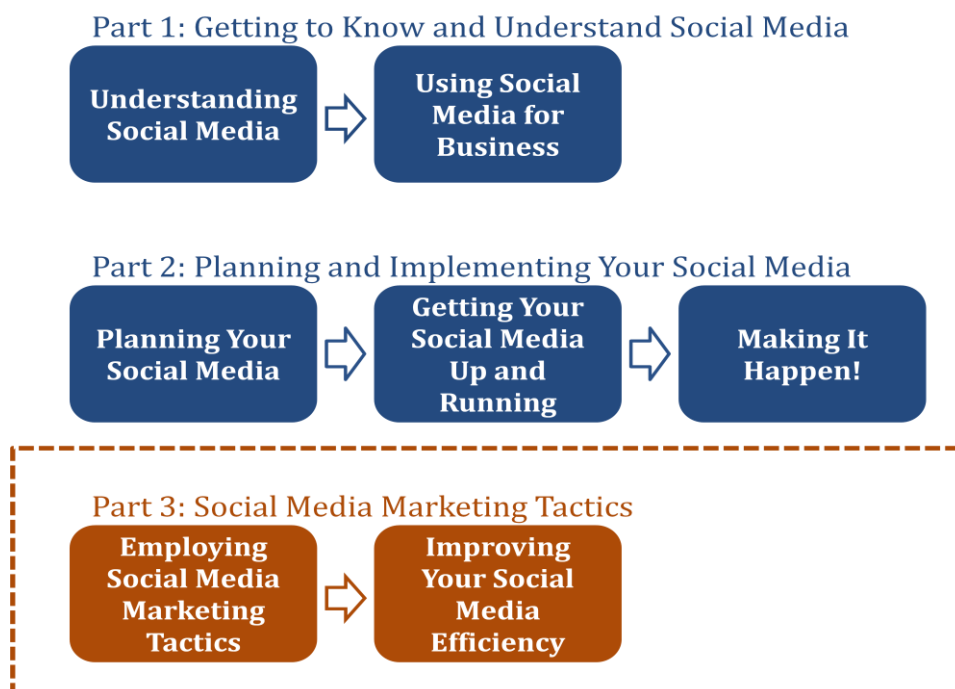 Part 1: Getting to Know and Understand Social Media
Understanding
Social Media
Using Social
Media for
Business
Part 2: Planning and Implementing Your Social Media
Planning Your
Social Media
Getting Your
Social Media
Up and
Running
Making It
Happen!
Part 3: Social Media Marketing Tactics
Employing
Social Media
Marketing
Tactics
Improving
Your Social
Media
Efficiency